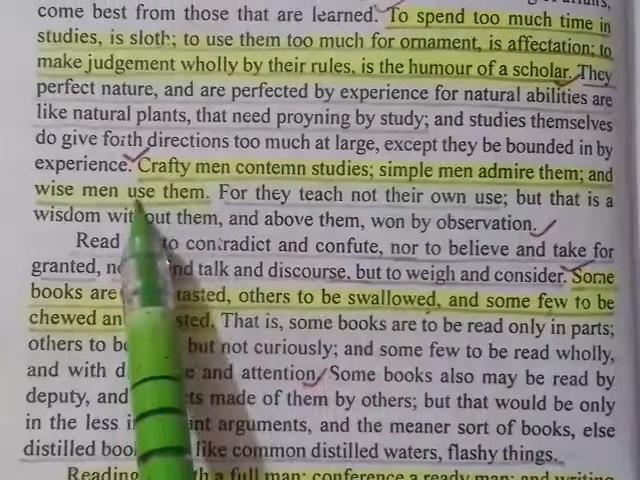 come best from those that are learned. To spend too much time in
studies, is sloth; to use them too much for ornament, is affectation; to
make judgement wholly by their rules, is the humour of a scholar. They
perfect nature, and are perfected by experience for natural abilities are
like natural plants, that need proyning by study; and studies themselves
do give forth directions too much at large, except they be bounded in by
experience. Crafty men contemn studies; simple men admire them; and
wise men use them. For they teach not their own use; but that is a
wisdom without them, and above them, won by observation.
Read to contradict and confute, nor to believe and take for
granted, nd talk and discourse, but to weigh and consider. Some
books are tasted, others to be swallowed, and some few to be
chewed an sted. That is, some books are to be read only in parts;
others to be but not curiously; and some few to be read wholly,
and with d e and attention. Some books also may be read by
deputy, and ts made of them by others; but that would be only
in the less i nt arguments, and the meaner sort of books, else
distilled boo like common distilled waters, flashy things.
Reading a full man; conference a ready man; and writing